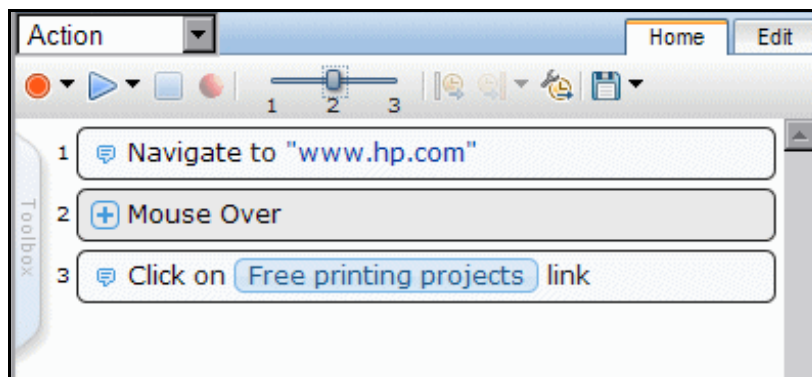 Action
Home Edit
1 2 3
1 Navigate to "www.hp.com"
2 Mouse Over
3 Click on Free printing projects link
Toolbox